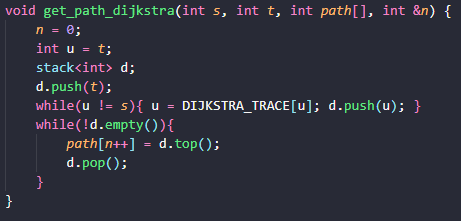 void get_path_dijkstra(int s, int t, int path[], int &n) {
    n = 0;
    int u = t;
    stack<int> d;
    d.push(t);
    while(u != s){ u = DIJKSTRA_TRACE[u]; d.push(u); }
    while(!d.empty()){
        path[n++] = d.top();
        d.pop();
    }
}